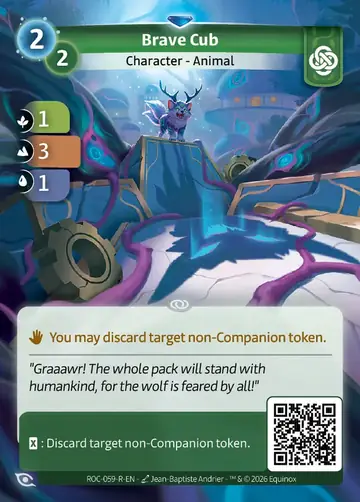 2
2
Brave Cub
Character - Animal
1
3
1
You may discard target non-Companion token.
"Graaawr! The whole pack will stand with
humankind, for the wolf is feared by all!"
X : Discard target non-Companion token.
ROC-059-R-EN - Jean-Baptiste Andrier - ™ & © 2026 Equinox